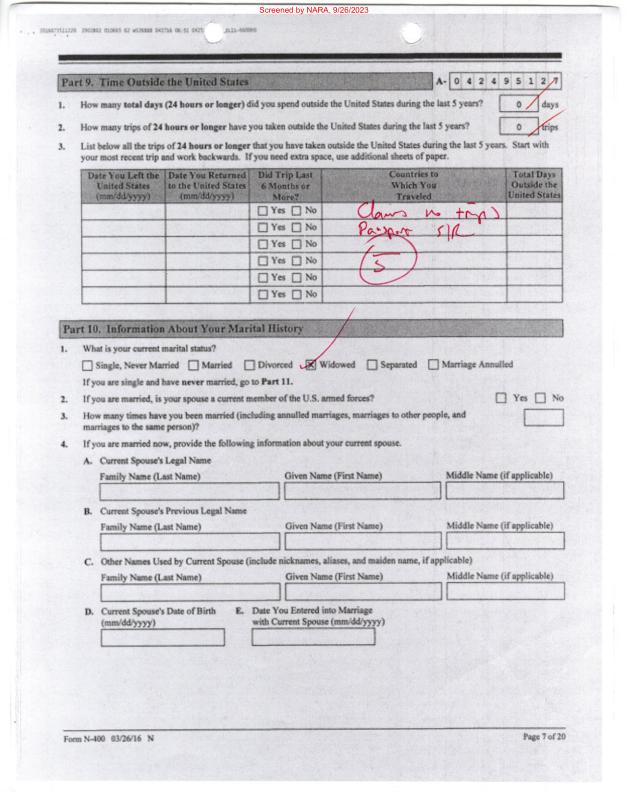 Screened by NARA, 9/26/2023
Part 9. Time Outside the United States
A- 0 4 2 4 9 5 1 2 7
1. How many total days (24 hours or longer) did you spend outside the United States during the last 5 years? 0 days
2. How many trips of 24 hours or longer have you taken outside the United States during the last 5 years? 0 trips
3. List below all the trips of 24 hours or longer that you have taken outside the United States during the last 5 years. Start with
your most recent trip and work backwards. If you need extra space, use additional sheets of paper.
Date You Left the United States (mm/dd/yyyy) Date You Returned to the United States (mm/dd/yyyy) Did Trip Last 6 Months or More? Countries to Which You Traveled Total Days Outside the United States
Yes No Claims no trips
Yes No Passport S/R
Yes No
Yes No 5
Yes No
Yes No
Part 10. Information About Your Marital History
1. What is your current marital status?
Single, Never Married Married Divorced X Widowed Separated Marriage Annulled
If you are single and have never married, go to Part 11.
2. If you are married, is your spouse a current member of the U.S. armed forces? Yes No
3. How many times have you been married (including annulled marriages, marriages to other people, and
marriages to the same person)?
4. If you are married now, provide the following information about your current spouse.
A. Current Spouse's Legal Name
Family Name (Last Name) Given Name (First Name) Middle Name (if applicable)
B. Current Spouse's Previous Legal Name
Family Name (Last Name) Given Name (First Name) Middle Name (if applicable)
C. Other Names Used by Current Spouse (include nicknames, aliases, and maiden name, if applicable)
Family Name (Last Name) Given Name (First Name) Middle Name (if applicable)
D. Current Spouse's Date of Birth E. Date You Entered into Marriage
(mm/dd/yyyy) with Current Spouse (mm/dd/yyyy)
Form N-400 03/26/16 N Page 7 of 20